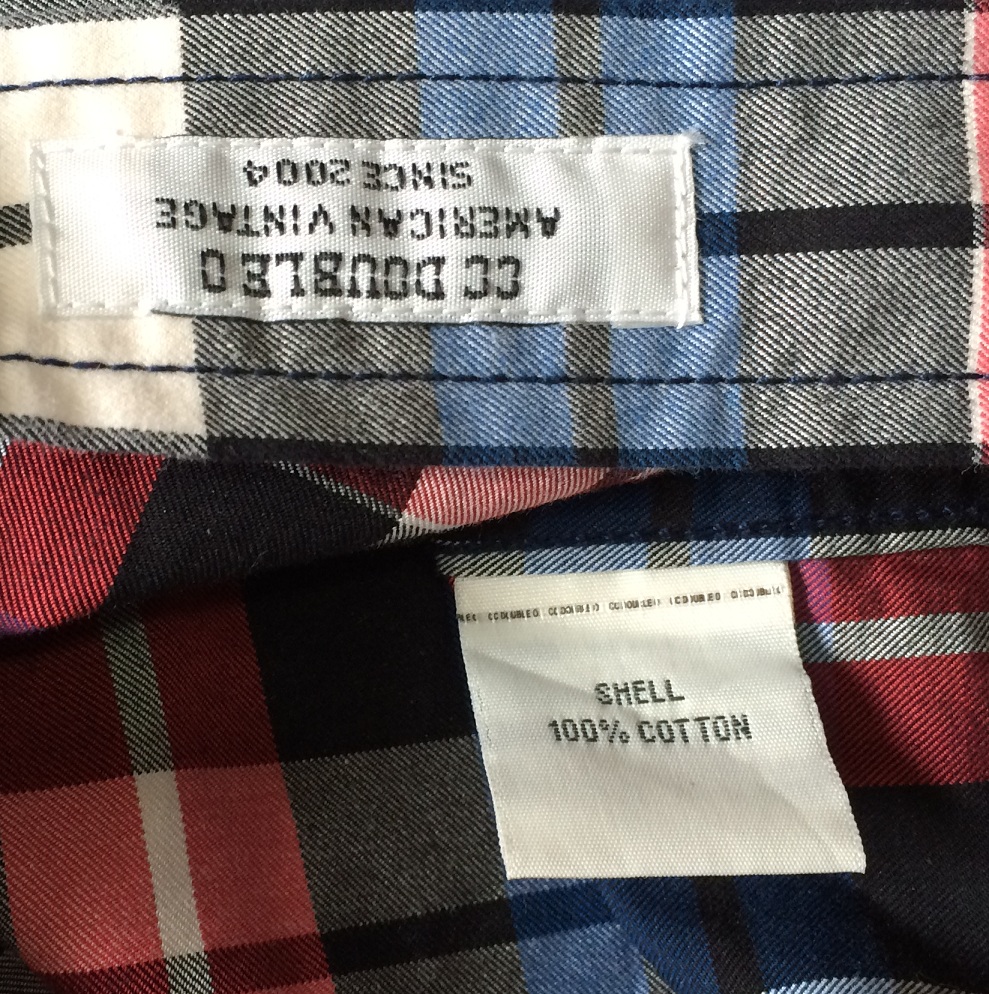 CC DOUBLE O
AMERICAN VINTAGE
SINCE 2004
SHELL
100% COTTON